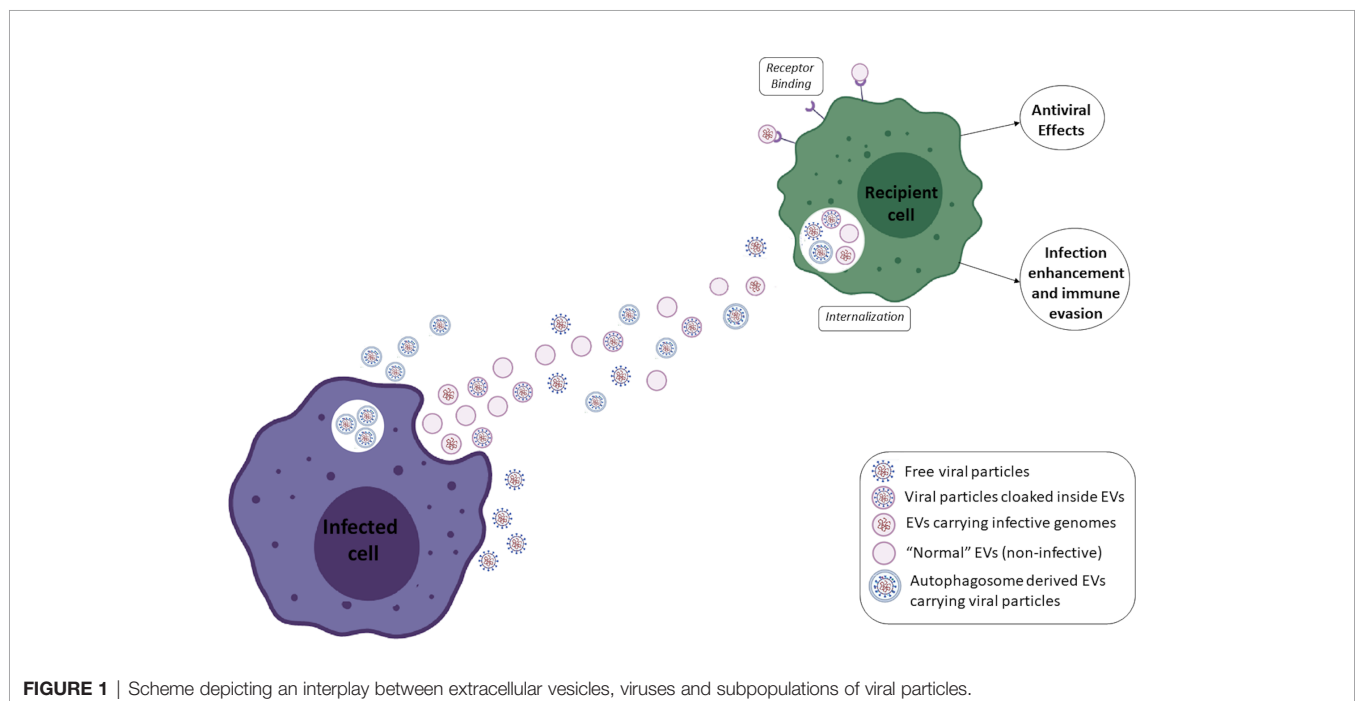 Receptor
Binding
Antiviral
Effects
Recipient
cell
Infection
enhancement
and immune
evasion
Internalization
Infected
cell
Free viral particles
Viral particles cloaked inside EVs
EVs carrying infective genomes
“Normal” EVs (non-infective)
Autophagosome derived EVs
carrying viral particles
FIGURE 1 | Scheme depicting an interplay between extracellular vesicles, viruses and subpopulations of viral particles.